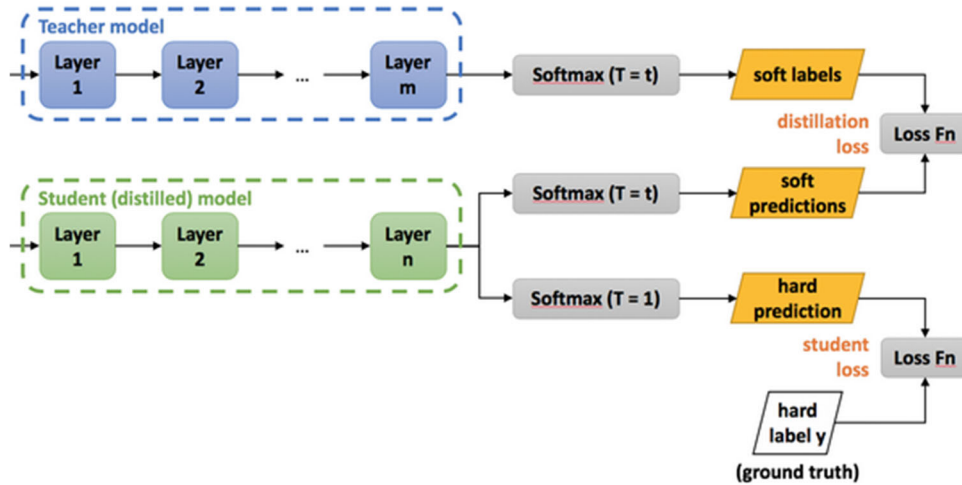 Teacher model
Layer
1
Layer
2
...
Layer
m
Softmax (T = t)
soft labels
distillation
loss
Loss Fn
Student (distilled) model
Layer
1
Layer
2
...
Layer
n
Softmax (T = t)
soft
predictions
Softmax (T = 1)
hard
prediction
student
loss
Loss Fn
hard
label y
(ground truth)